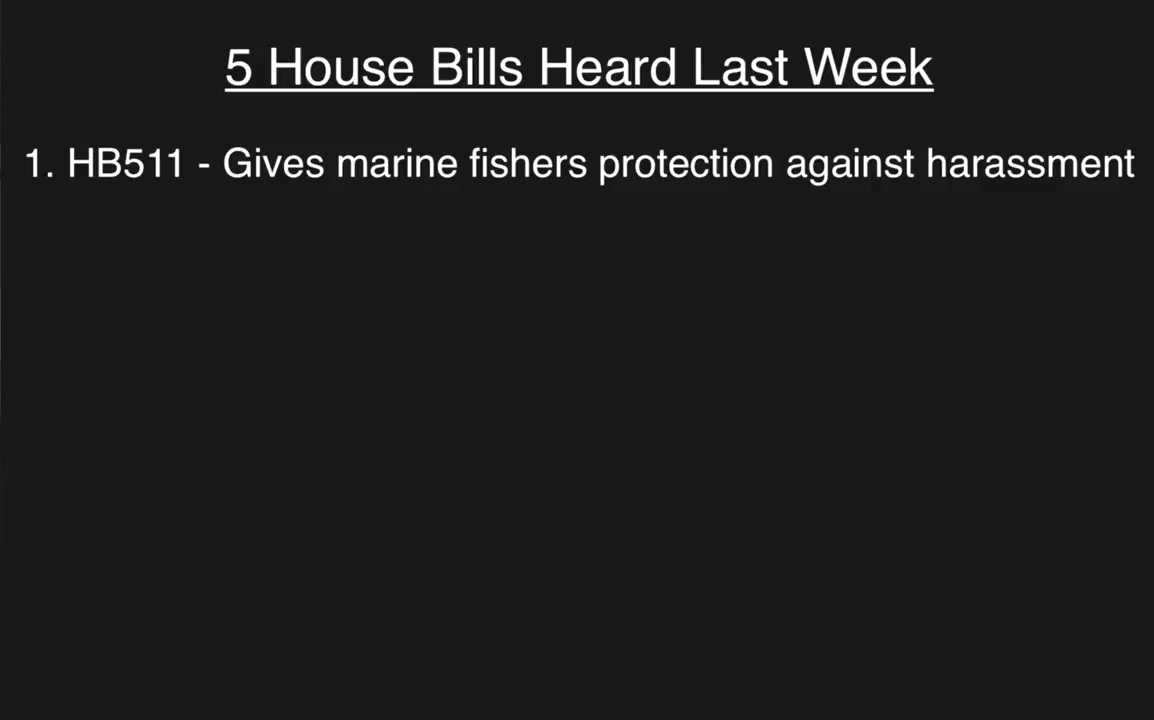 5 House Bills Heard Last Week
1. HB511 - Gives marine fishers protection against harassment